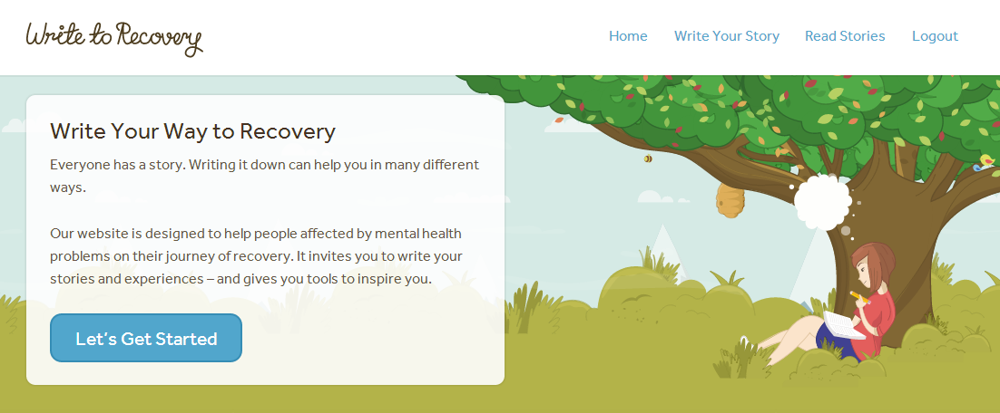 Write to Recovery
Home Write Your Story Read Stories Logout
Write Your Way to Recovery
Everyone has a story. Writing it down can help you in many different
ways.
Our website is designed to help people affected by mental health
problems on their journey of recovery. It invites you to write your
stories and experiences – and gives you tools to inspire you.
Let's Get Started